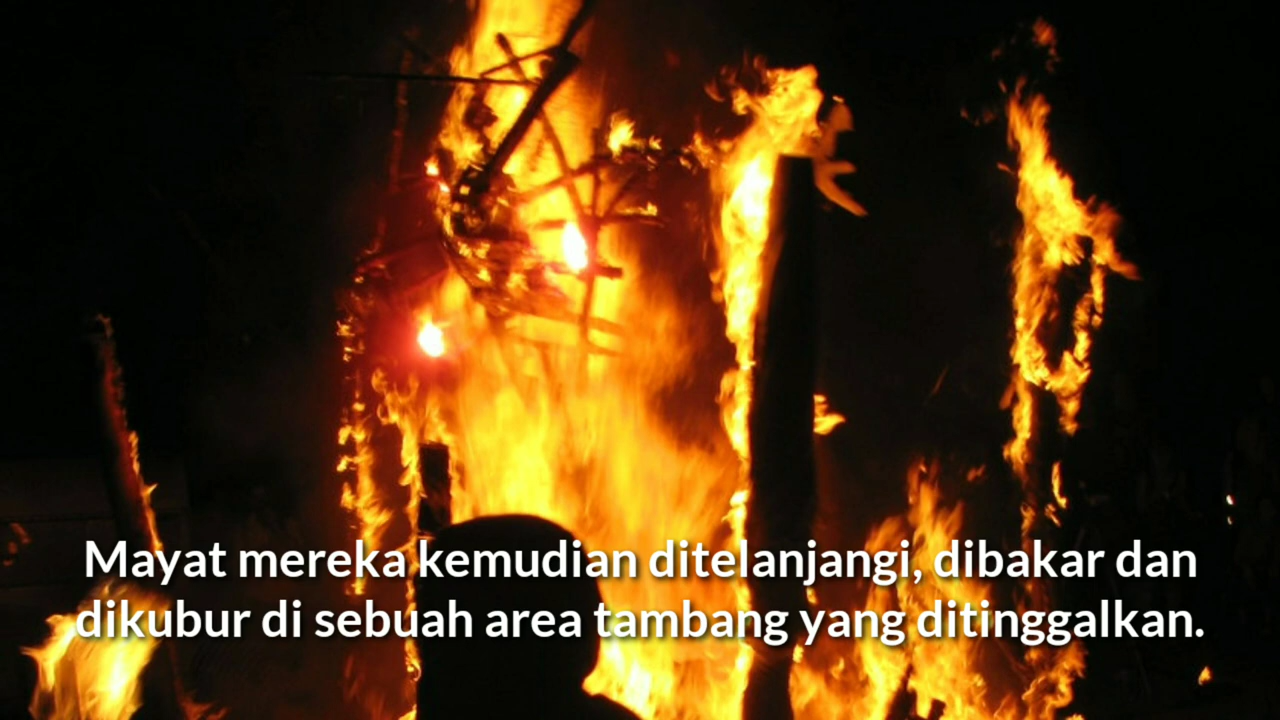 Mayat mereka kemudian ditelanjangi, dibakar dan
dikubur di sebuah area tambang yang ditinggalkan.